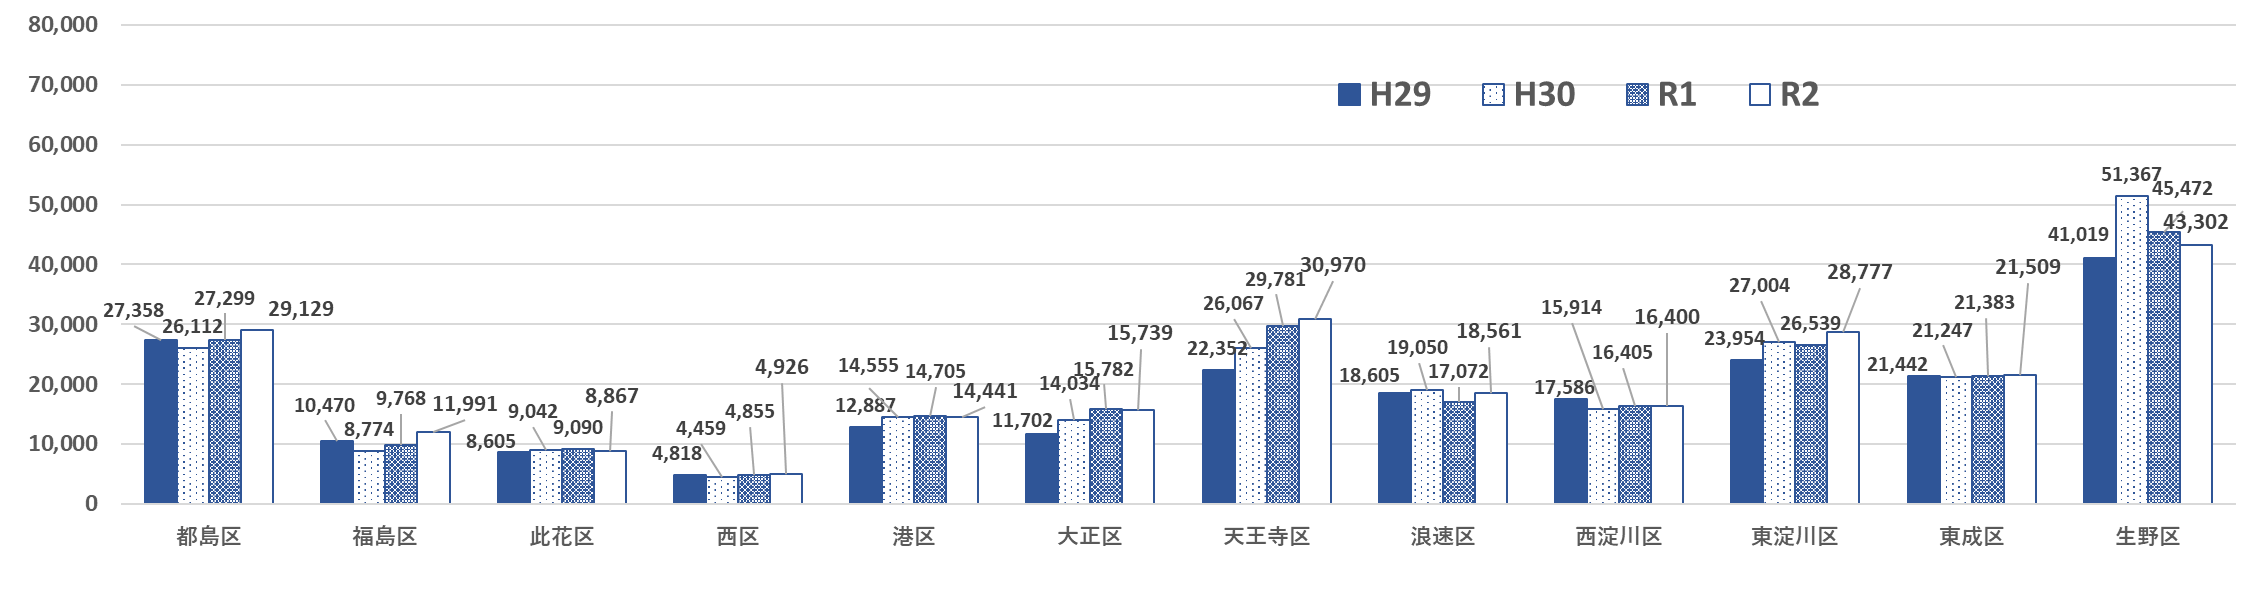 80,000
70,000
60,000
50,000
40,000
30,000
20,000
10,000
0
H29 H30 R1 R2
27,358 26,112 27,299 29,129
10,470 8,774 9,768 11,991
8,605 9,042 9,090 8,867
4,818 4,459 4,855 4,926
12,887 14,555 14,705 14,441
11,702 14,034 15,782 15,739
22,352 26,067 29,781 30,970
18,605 19,050 17,072 18,561
17,586 15,914 16,405 16,400
23,954 27,004 26,539 28,777
21,442 21,247 21,383 21,509
41,019 51,367 45,472 43,302
都島区 福島区 此花区 西区 港区 大正区 天王寺区 浪速区 西淀川区 東淀川区 東成区 生野区